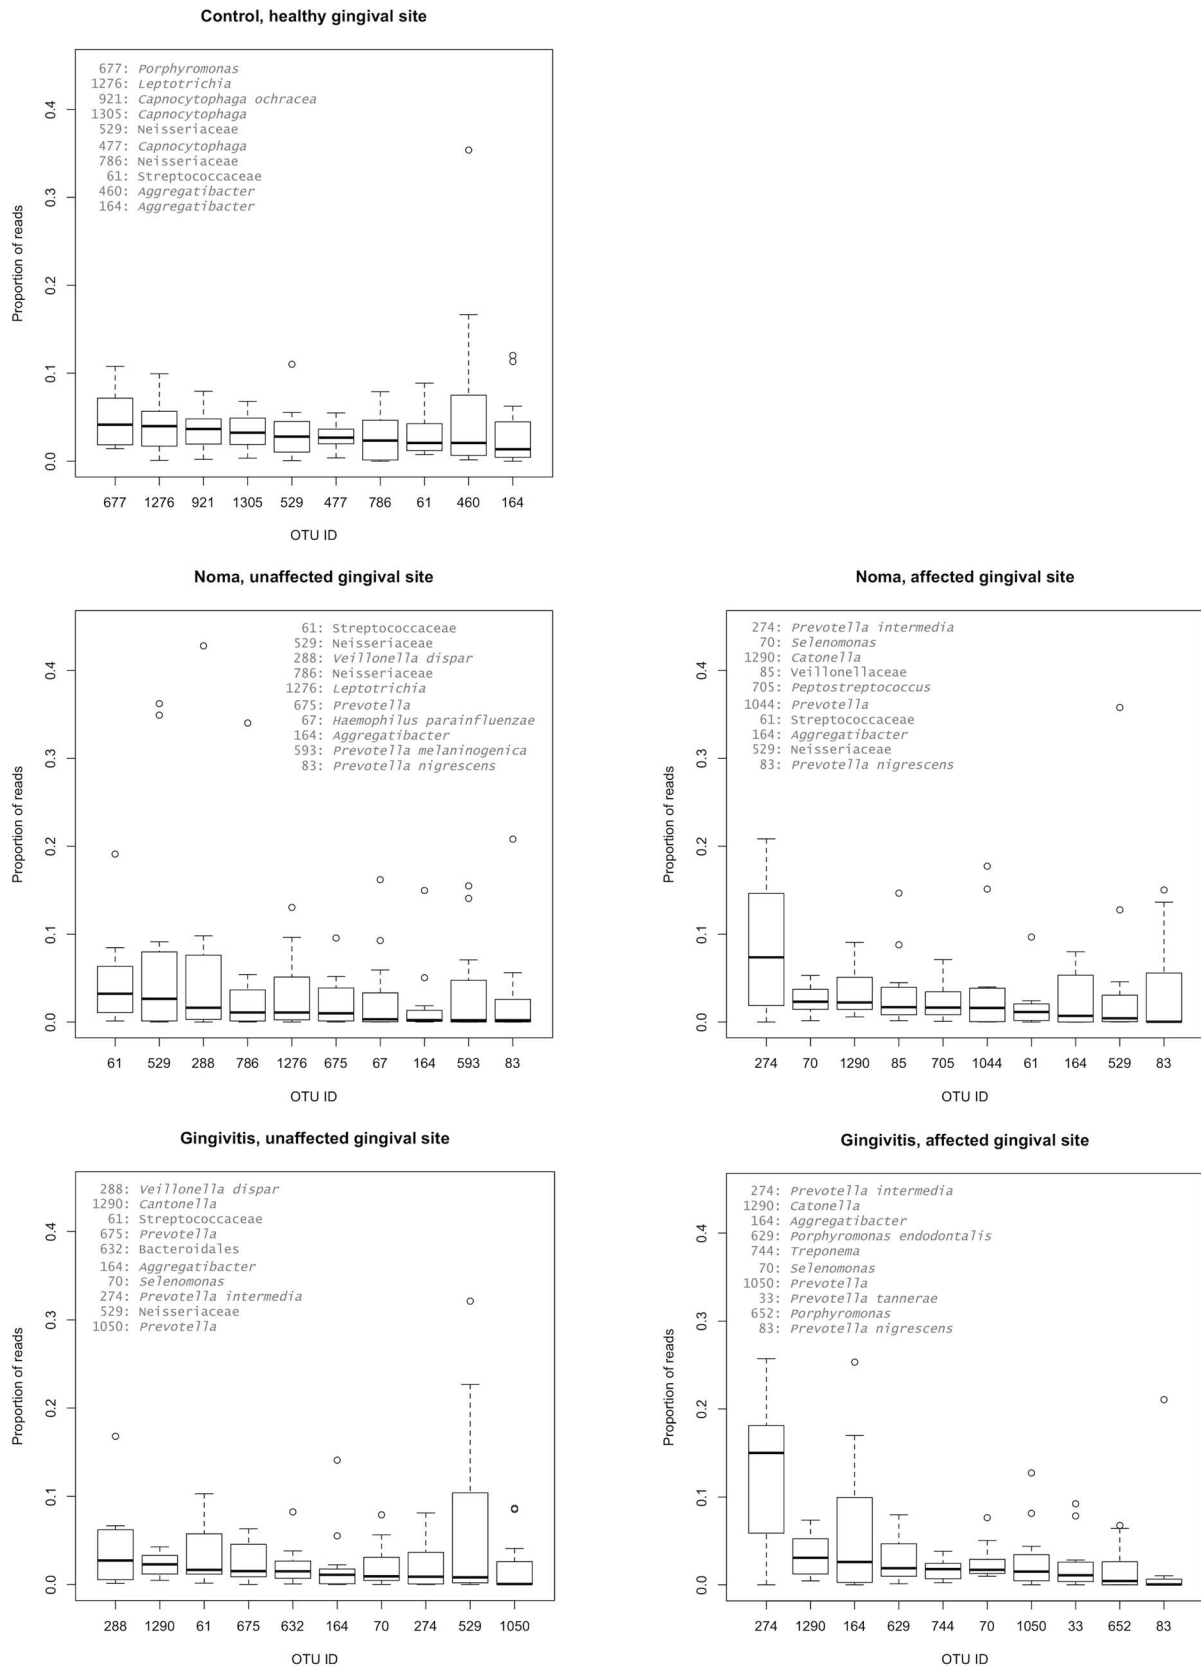 Control, healthy gingival site
677: Porphyromonas
1276: Leptotrichia
921: Capnocytophaga ochracea
1305: Capnocytophaga
529: Neisseriaceae
477: Capnocytophaga
786: Neisseriaceae
61: Streptococcaceae
460: Aggregatibacter
164: Aggregatibacter
Proportion of reads
0.4
0.3
0.2
0.1
0.0
677 1276 921 1305 529 477 786 61 460 164
OTU ID
Noma, unaffected gingival site
61: Streptococcaceae
529: Neisseriaceae
288: Veillonella dispar
786: Neisseriaceae
1276: Leptotrichia
675: Prevotella
67: Haemophilus parainfluenzae
164: Aggregatibacter
593: Prevotella melaninogenica
83: Prevotella nigrescens
Proportion of reads
0.4
0.3
0.2
0.1
0.0
61 529 288 786 1276 675 67 164 593 83
OTU ID
Noma, affected gingival site
274: Prevotella intermedia
70: Selenomonas
1290: Catonella
85: Veillonellaceae
705: Peptostreptococcus
1044: Prevotella
61: Streptococcaceae
164: Aggregatibacter
529: Neisseriaceae
83: Prevotella nigrescens
Proportion of reads
0.4
0.3
0.2
0.1
0.0
274 70 1290 85 705 1044 61 164 529 83
OTU ID
Gingivitis, unaffected gingival site
288: Veillonella dispar
1290: Cantonella
61: Streptococcaceae
675: Prevotella
632: Bacteroidales
164: Aggregatibacter
70: Selenomonas
274: Prevotella intermedia
529: Neisseriaceae
1050: Prevotella
Proportion of reads
0.4
0.3
0.2
0.1
0.0
288 1290 61 675 632 164 70 274 529 1050
OTU ID
Gingivitis, affected gingival site
274: Prevotella intermedia
1290: Catonella
164: Aggregatibacter
629: Porphyromonas endodontalis
744: Treponema
70: Selenomonas
1050: Prevotella
33: Prevotella tannerae
652: Porphyromonas
83: Prevotella nigrescens
Proportion of reads
0.4
0.3
0.2
0.1
0.0
274 1290 164 629 744 70 1050 33 652 83
OTU ID